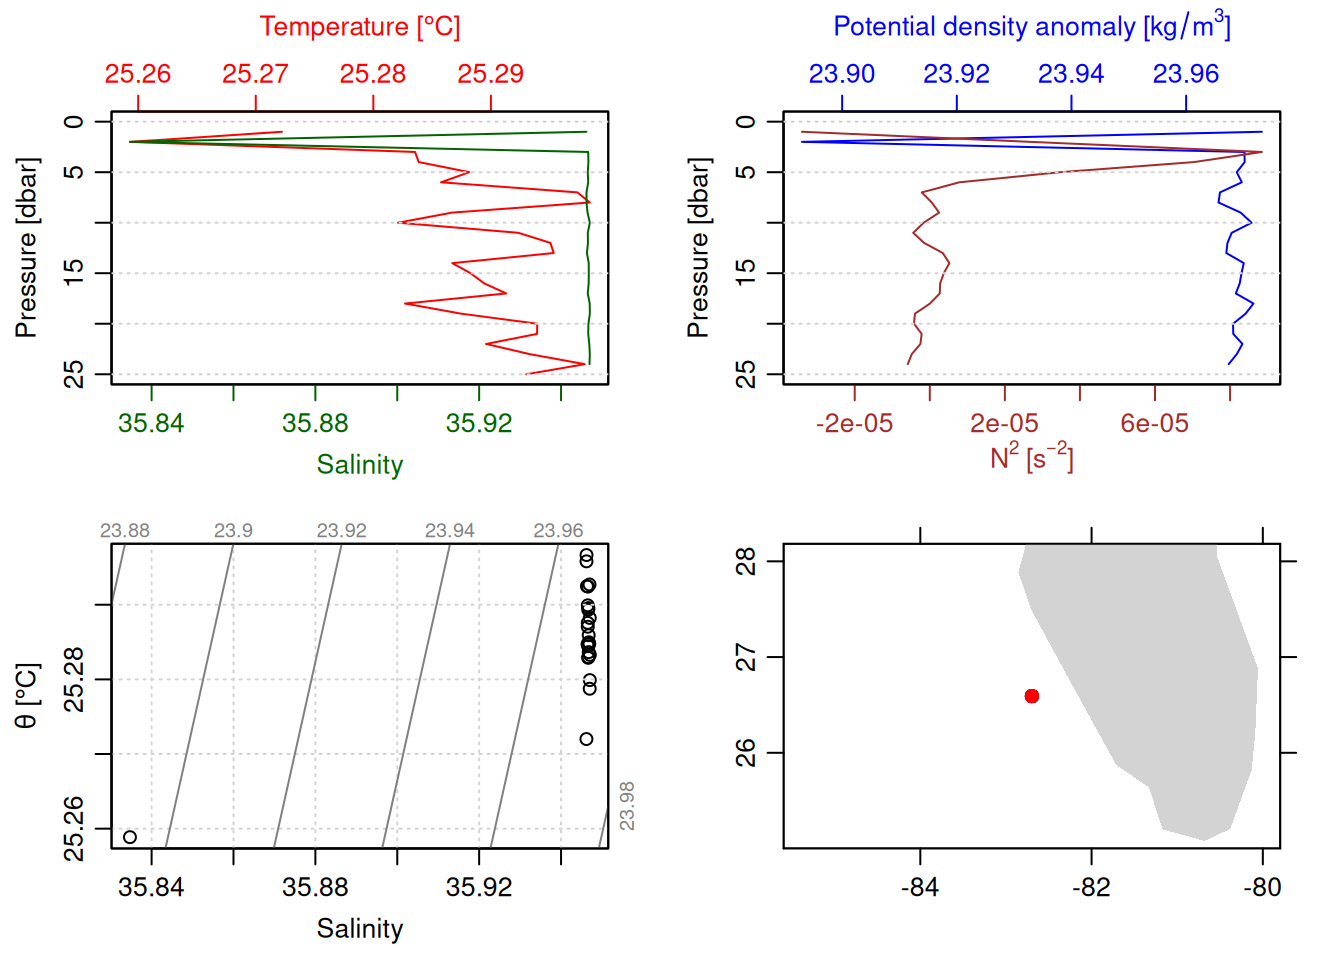 Temperature [°C]
25.26 25.27 25.28 25.29
0
5
15
25
Pressure [dbar]
35.84 35.88 35.92
Salinity
Potential density anomaly [kg/m³]
23.90 23.92 23.94 23.96
0
5
15
25
Pressure [dbar]
-2e-05 2e-05 6e-05
N² [s⁻²]
23.88 23.9 23.92 23.94 23.96
23.98
25.28
25.26
θ [°C]
35.84 35.88 35.92
Salinity
28
27
26
-84 -82 -80